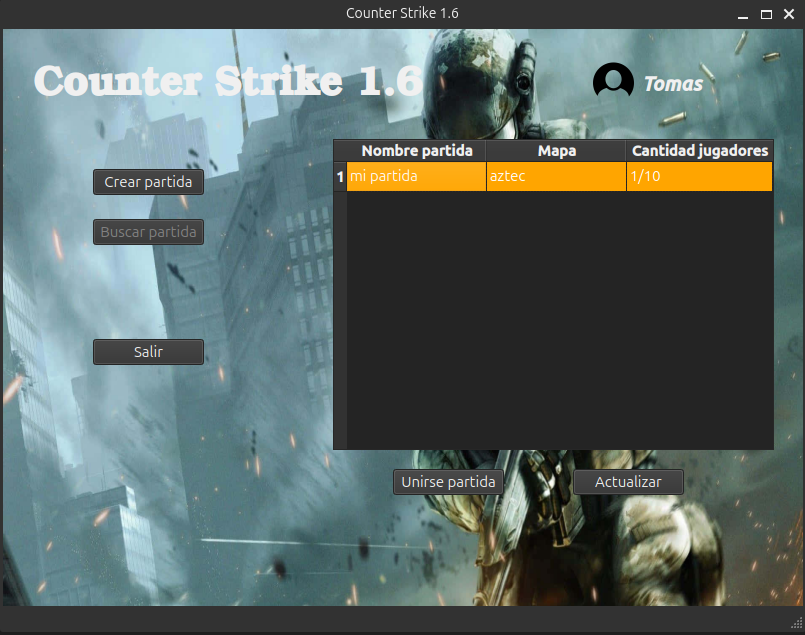 Counter Strike 1.6
Counter Strike 1.6
Tomas
Nombre partida Mapa Cantidad jugadores
1 mi partida aztec 1/10
Crear partida
Buscar partida
Salir
Unirse partida Actualizar